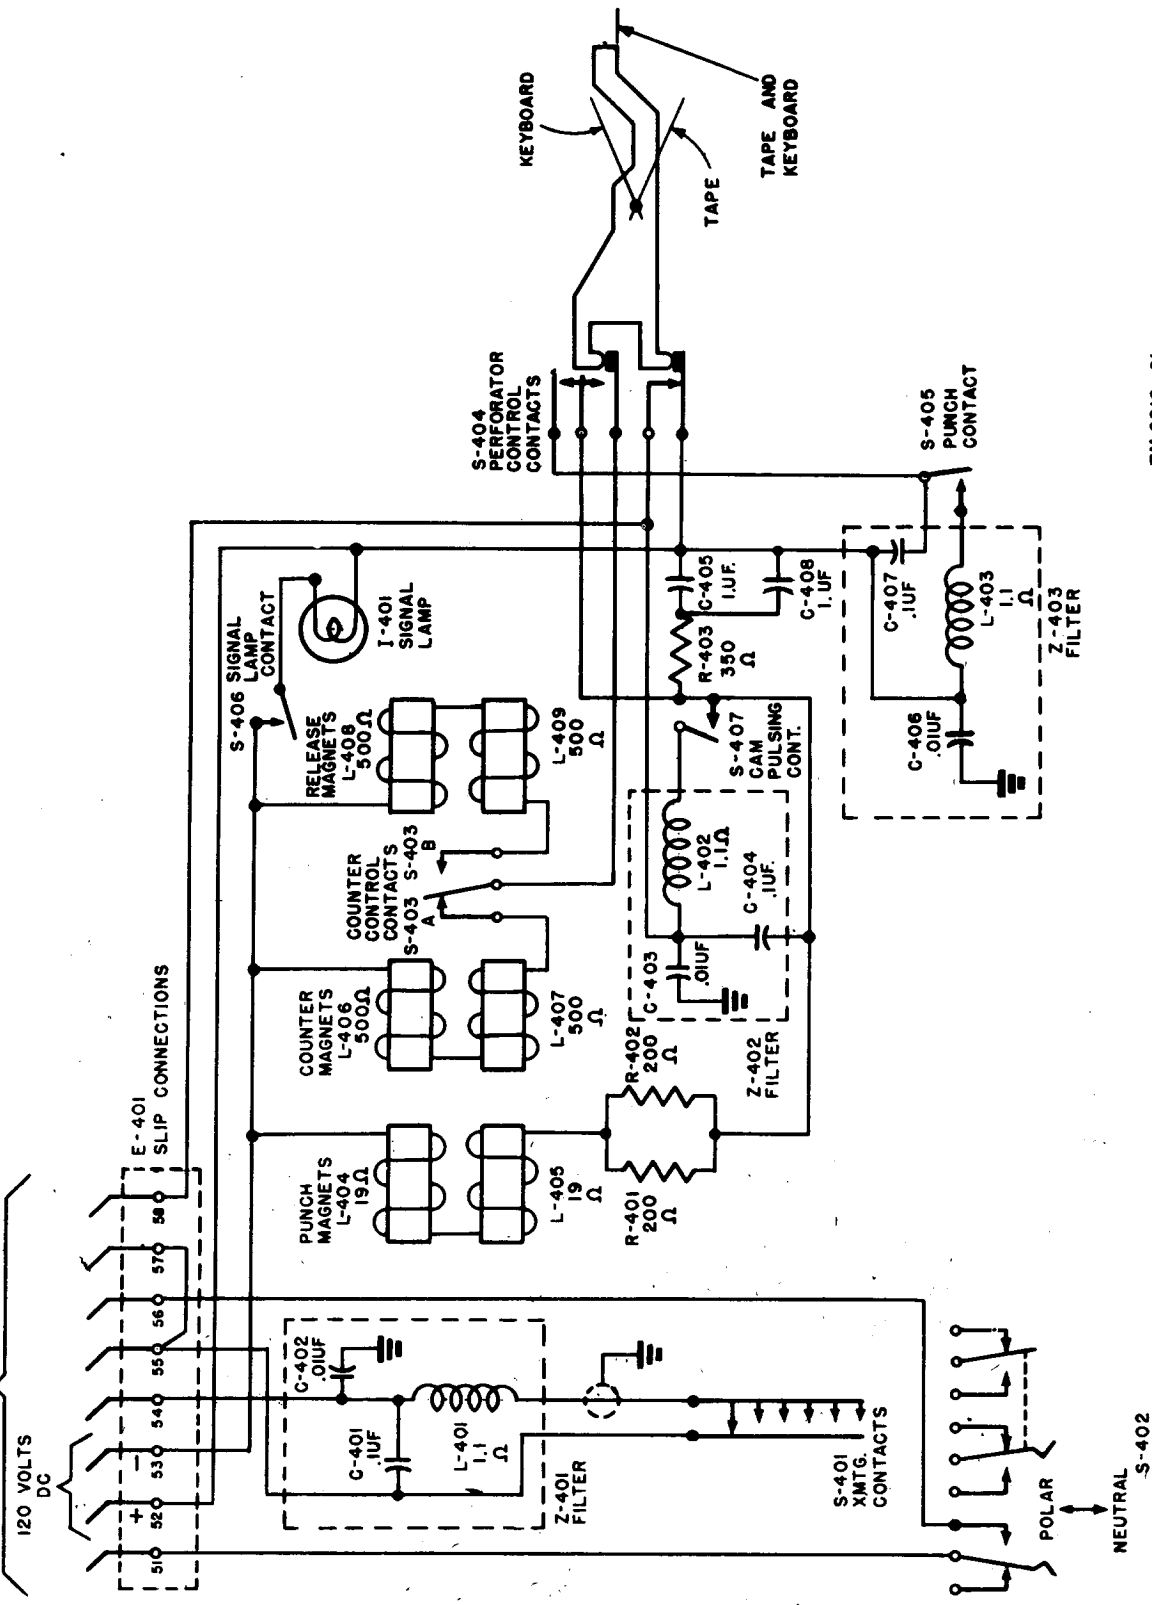 120 VOLTS
DC
+
−
51
52
53
54
55
56
57
58
E-401
SLIP CONNECTIONS
KEYBOARD
TAPE
TAPE AND
KEYBOARD
S-404
PERFORATOR
CONTROL
CONTACTS
S-405
PUNCH
CONTACT
S-406 SIGNAL
LAMP
CONTACT
I-401
SIGNAL
LAMP
RELEASE
MAGNETS
L-408
500Ω
L-409
500
Ω
COUNTER
CONTROL
CONTACTS
S-403 S-403
A B
COUNTER
MAGNETS
L-406
500Ω
L-407
500
Ω
PUNCH
MAGNETS
L-404
19Ω
L-405
19
Ω
R-401
200
Ω
R-402
200
Ω
Z-402
FILTER
C-403
.01UF
L-402
1.1Ω
C-404
.1UF.
S-407
CAM
PULSING
CONT.
R-403
350
Ω
C-405
1.UF.
C-408
1.UF
C-407
.1UF
L-403
1.1
Ω
C-406
.01UF
Z-403
FILTER
C-402
.01UF
C-401
.1UF
L-401
1.1
Ω
Z-401
FILTER
S-401
XMTG.
CONTACTS
POLAR
NEUTRAL
S-402